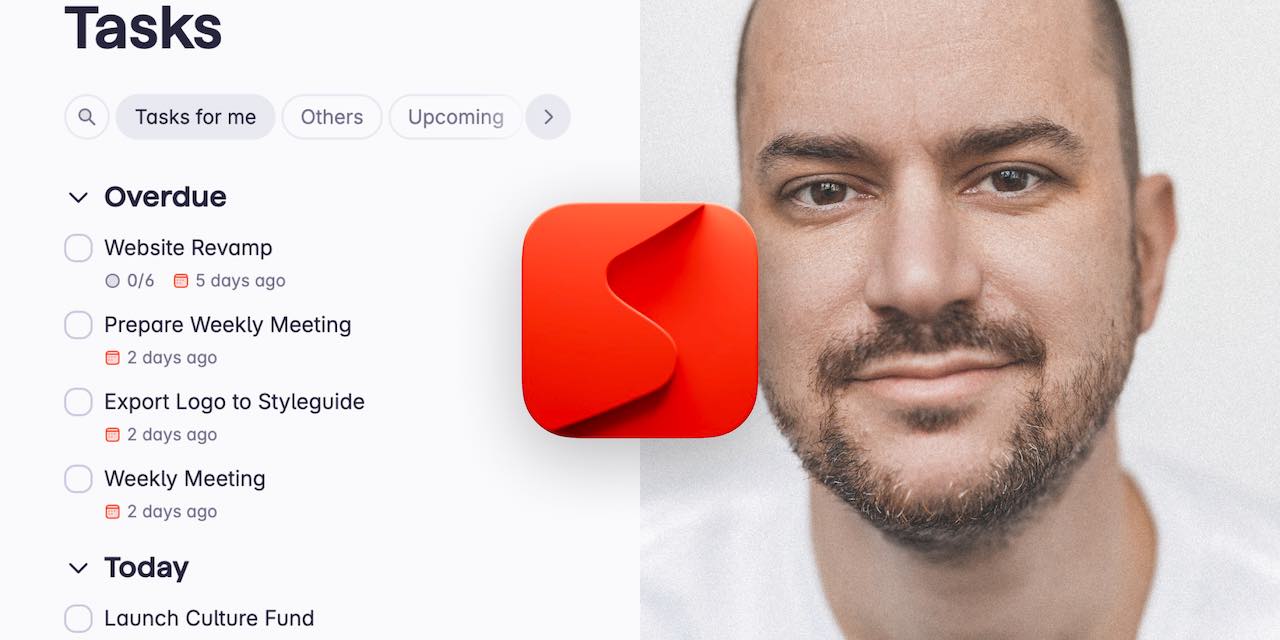 Tasks
Tasks for me
Others
Upcoming
Overdue
Website Revamp
0/6 5 days ago
Prepare Weekly Meeting
2 days ago
Export Logo to Styleguide
2 days ago
Weekly Meeting
2 days ago
Today
Launch Culture Fund